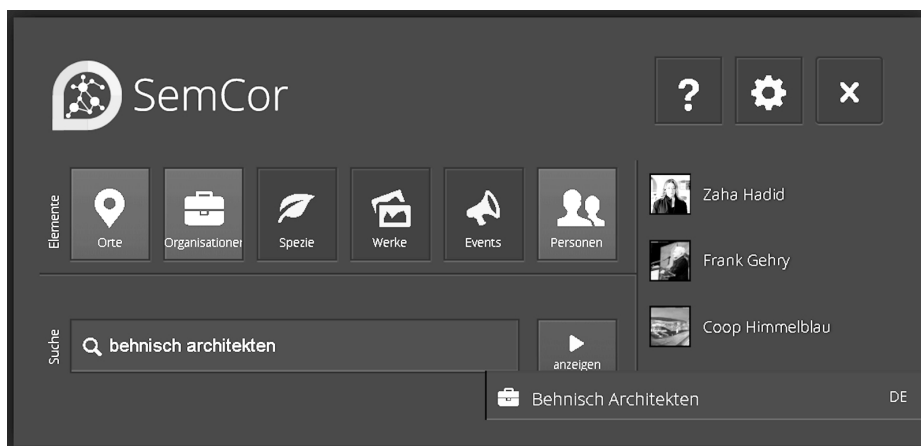 SemCor
?
x
Elemente
Orte
Organisationen
Spezie
Werke
Events
Personen
Zaha Hadid
Frank Gehry
Coop Himmelblau
Suche
behnisch architekten
anzeigen
Behnisch Architekten
DE